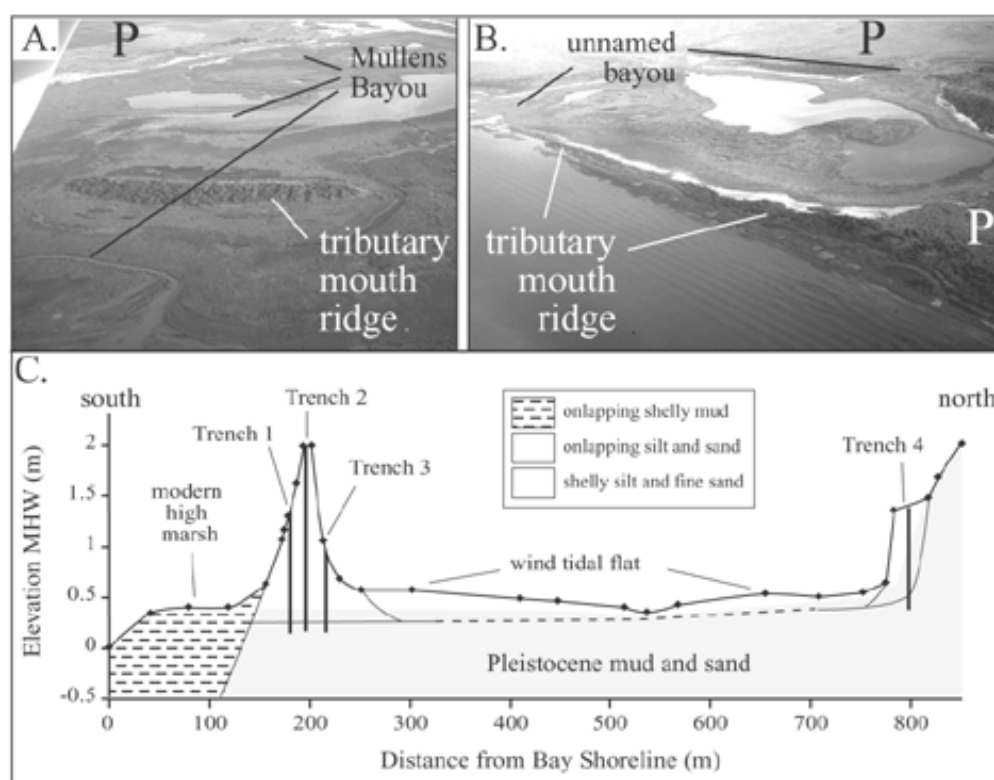 A.
P
Mullens
Bayou
tributary
mouth
ridge
B.
unnamed
bayou
P
P
tributary
mouth
ridge
C.
south
north
Trench 2
Trench 1
Trench 3
Trench 4
modern
high
marsh
onlapping shelly mud
onlapping silt and sand
shelly silt and fine sand
wind tidal flat
Pleistocene mud and sand
Elevation MHW (m)
2
1.5
1
0.5
0
-0.5
0 100 200 300 400 500 600 700 800
Distance from Bay Shoreline (m)